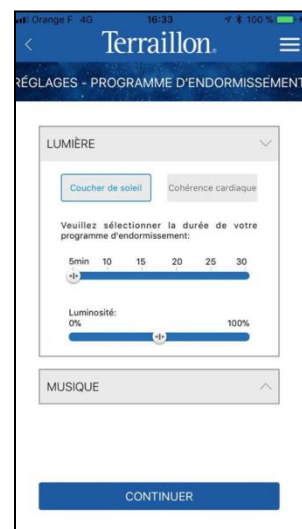 Orange F 4G 16:33 100 %
Terraillon.
RÉGLAGES - PROGRAMME D'ENDORMISSEMENT
LUMIÈRE
Coucher de soleil Cohérence cardiaque
Veuillez sélectionner la durée de votre
programme d'endormissement:
5min 10 15 20 25 30
Luminosité:
0% 100%
MUSIQUE
CONTINUER